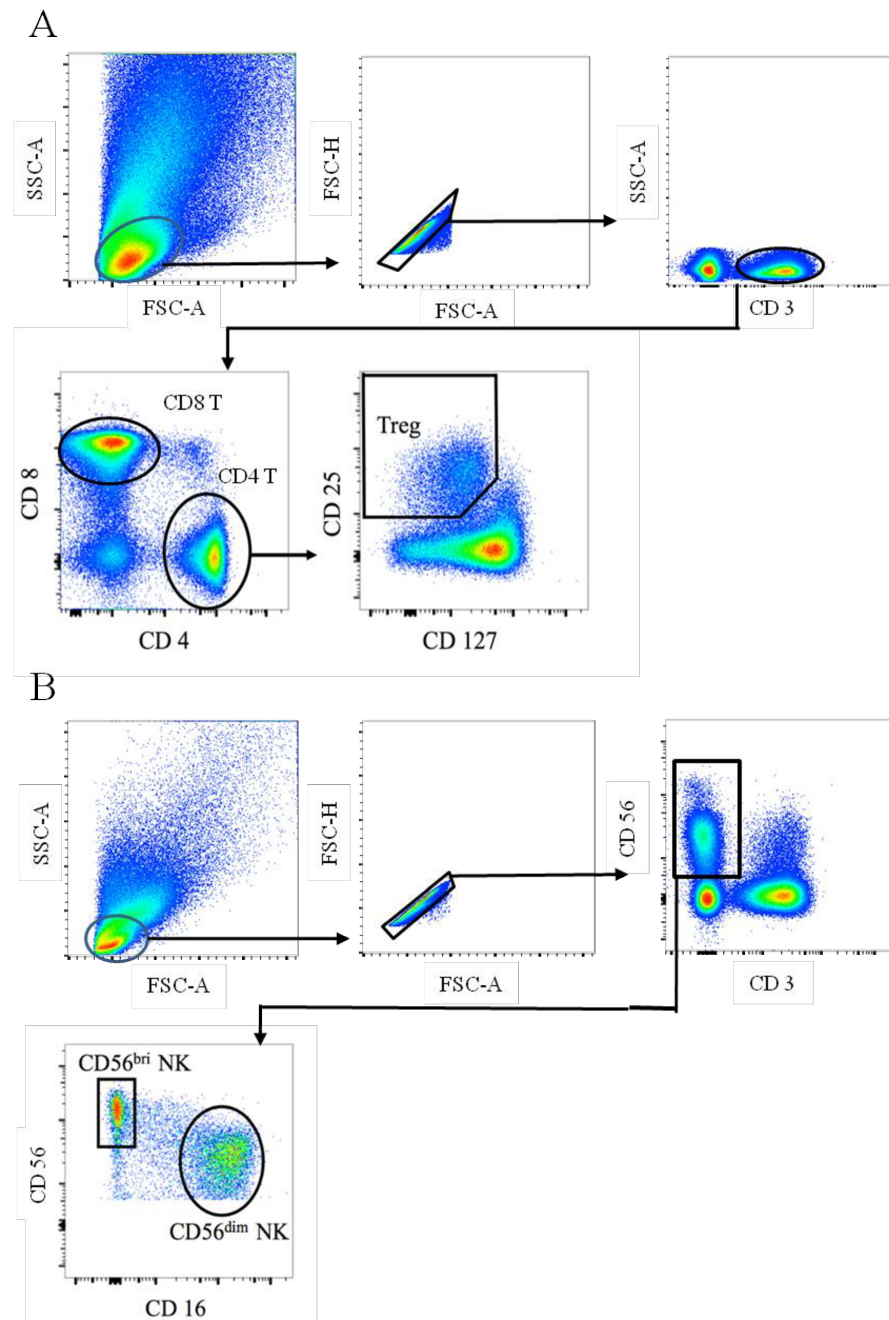 A
SSC-A
FSC-A
FSC-H
FSC-A
SSC-A
CD 3
CD8 T
CD4 T
CD 8
CD 4
Treg
CD 25
CD 127
B
SSC-A
FSC-A
FSC-H
FSC-A
CD 56
CD 3
CD56bri NK
CD56dim NK
CD 56
CD 16